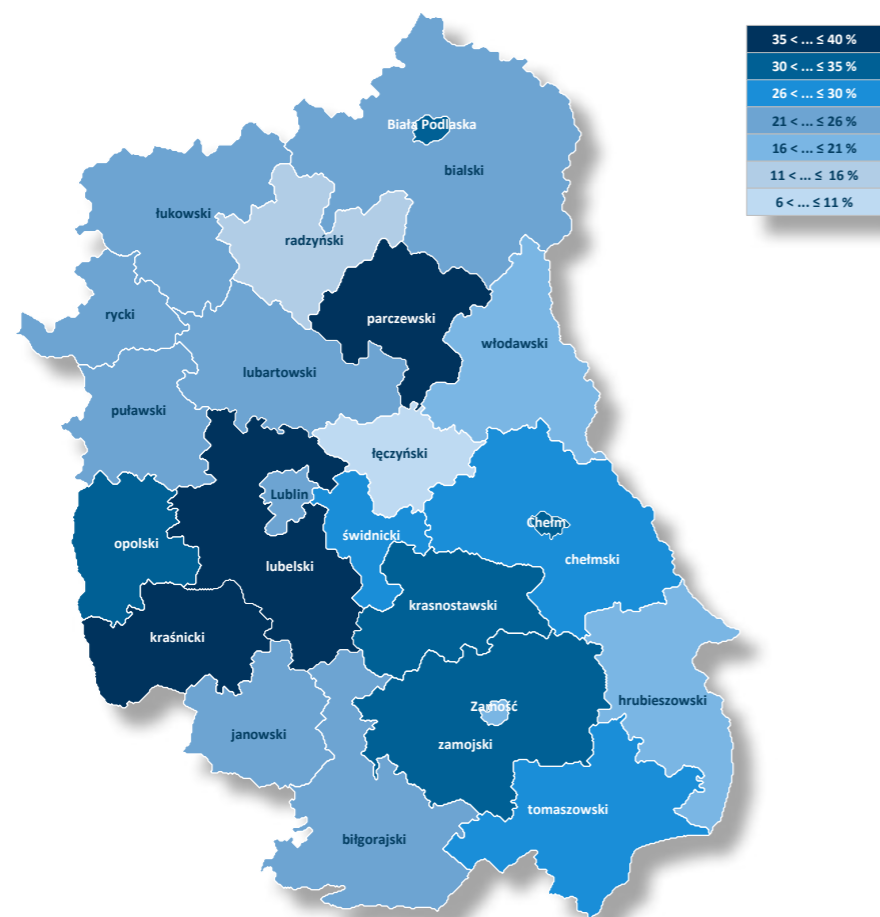 35 < ... ≤ 40 %
30 < ... ≤ 35 %
26 < ... ≤ 30 %
21 < ... ≤ 26 %
16 < ... ≤ 21 %
11 < ... ≤ 16 %
6 < ... ≤ 11 %
Biała Podlaska
bialski
łukowski
radzyński
rycki
parczewski
włodawski
lubartowski
puławski
łęczyński
Lublin
Chełm
świdnicki
opolski
chełmski
lubelski
krasnostawski
kraśnicki
hrubieszowski
Zamość
janowski
zamojski
tomaszowski
biłgorajski